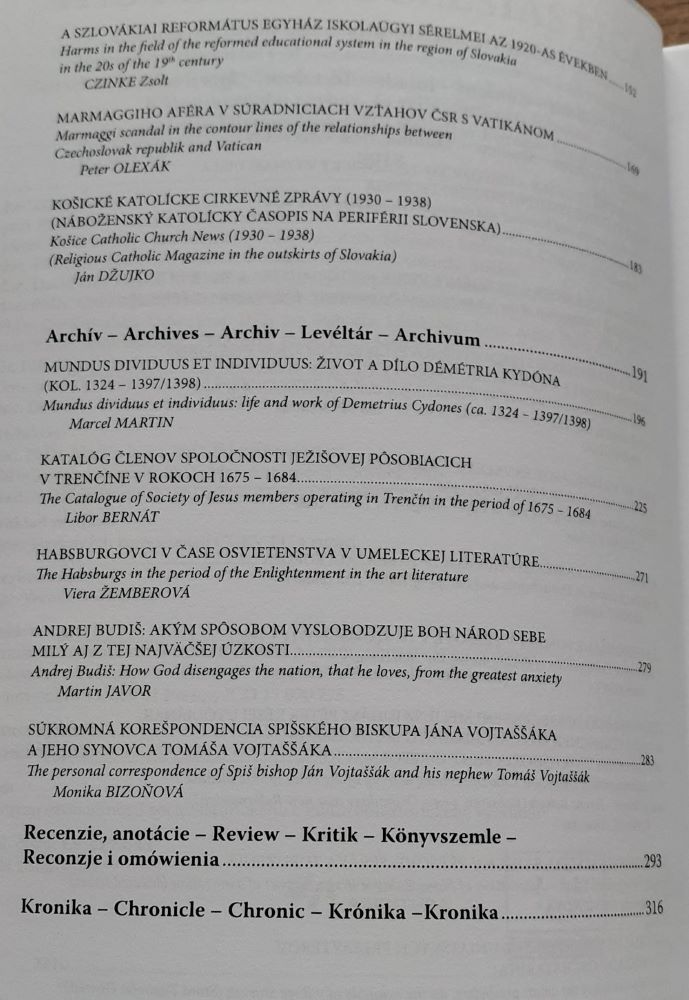 A SZLOVÁKIAI REFORMÁTUS EGYHÁZ ISKOLAÜGYI SÉRELMEI AZ 1920-AS ÉVEKBEN ..... 152
Harms in the field of the reformed educational system in the region of Slovakia
in the 20s of the 19th century
CZINKE Zsolt
MARMAGGIHO AFÉRA V SÚRADNICIACH VZŤAHOV ČSR S VATIKÁNOM ..... 169
Marmaggi scandal in the contour lines of the relationships between
Czechoslovak republik and Vatican
Peter OLEXÁK
KOŠICKÉ KATOLÍCKE CIRKEVNÉ ZPRÁVY (1930 – 1938)
(NÁBOŽENSKÝ KATOLÍCKY ČASOPIS NA PERIFÉRII SLOVENSKA) ..... 183
Košice Catholic Church News (1930 – 1938)
(Religious Catholic Magazine in the outskirts of Slovakia)
Ján DŽUJKO
Archív – Archives – Archiv – Levéltár – Archivum ..... 191
MUNDUS DIVIDUUS ET INDIVIDUUS: ŽIVOT A DÍLO DÉMÉTRIA KYDÓNA
(KOL. 1324 – 1397/1398) ..... 196
Mundus dividuus et individuus: life and work of Demetrius Cydones (ca. 1324 – 1397/1398)
Marcel MARTIN
KATALÓG ČLENOV SPOLOČNOSTI JEŽIŠOVEJ PÔSOBIACICH
V TRENČÍNE V ROKOCH 1675 – 1684 ..... 225
The Catalogue of Society of Jesus members operating in Trenčín in the period of 1675 – 1684
Libor BERNÁT
HABSBURGOVCI V ČASE OSVIETENSTVA V UMELECKEJ LITERATÚRE ..... 271
The Habsburgs in the period of the Enlightenment in the art literature
Viera ŽEMBEROVÁ
ANDREJ BUDIŠ: AKÝM SPÔSOBOM VYSLOBODZUJE BOH NÁROD SEBE
MILÝ AJ Z TEJ NAJVÄČŠEJ ÚZKOSTI ..... 279
Andrej Budiš: How God disengages the nation, that he loves, from the greatest anxiety
Martin JAVOR
SÚKROMNÁ KOREŠPONDENCIA SPIŠSKÉHO BISKUPA JÁNA VOJTAŠŠÁKA
A JEHO SYNOVCA TOMÁŠA VOJTAŠŠÁKA ..... 283
The personal correspondence of Spiš bishop Ján Vojtaššák and his nephew Tomáš Vojtaššák
Monika BIZOŇOVÁ
Recenzie, anotácie – Review – Kritik – Könyvszemle –
Reconzje i omówienia ..... 293
Kronika – Chronicle – Chronic – Krónika –Kronika ..... 316